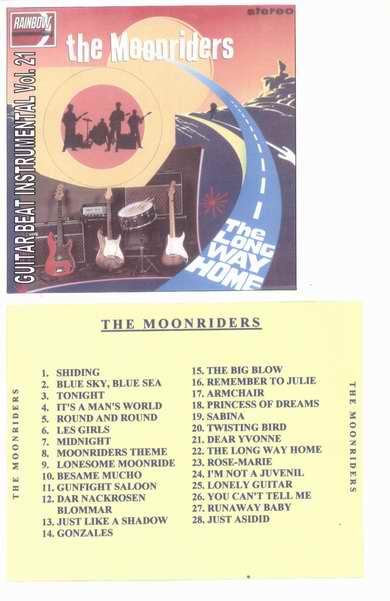 RAINBOW
stereo
the Moonriders
GUITAR BEAT INSTRUMENTAL Vol. 21
The
LONG
WAY
HOME
THE MOONRIDERS
THE MOONRIDERS
1. SHIDING
2. BLUE SKY, BLUE SEA
3. TONIGHT
4. IT'S A MAN'S WORLD
5. ROUND AND ROUND
6. LES GIRLS
7. MIDNIGHT
8. MOONRIDERS THEME
9. LONESOME MOONRIDE
10. BESAME MUCHO
11. GUNFIGHT SALOON
12. DAR NACKROSEN
BLOMMAR
13. JUST LIKE A SHADOW
14. GONZALES
15. THE BIG BLOW
16. REMEMBER TO JULIE
17. ARMCHAIR
18. PRINCESS OF DREAMS
19. SABINA
20. TWISTING BIRD
21. DEAR YVONNE
22. THE LONG WAY HOME
23. ROSE-MARIE
24. I'M NOT A JUVENIL
25. LONELY GUITAR
26. YOU CAN'T TELL ME
27. RUNAWAY BABY
28. JUST ASIDID
THE MOONRIDERS